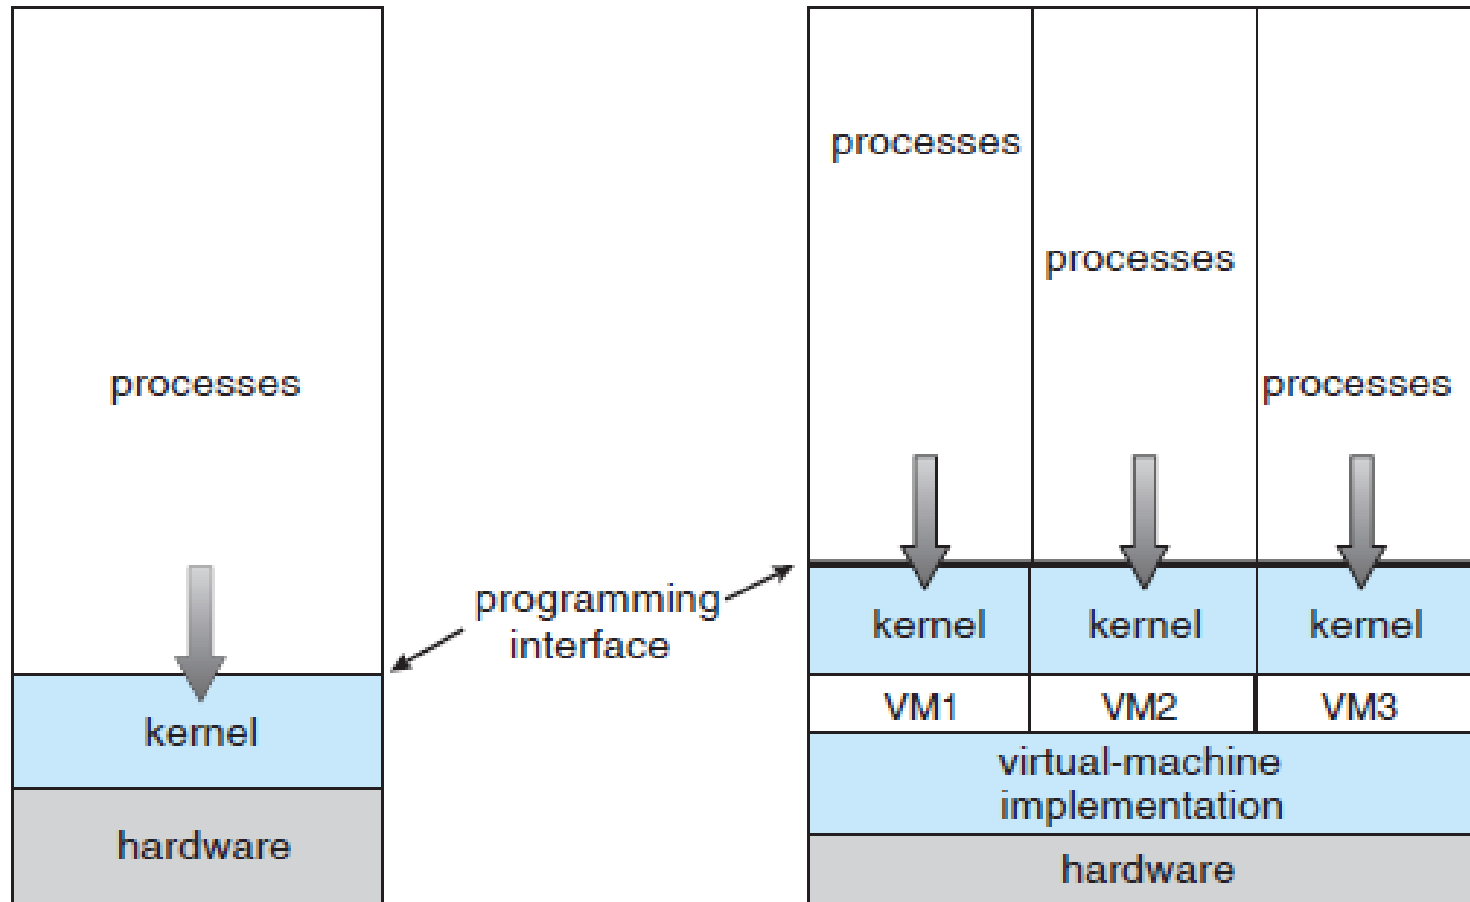 processes
kernel
hardware
programming
interface
processes
processes
processes
kernel
kernel
kernel
VM1
VM2
VM3
virtual-machine
implementation
hardware